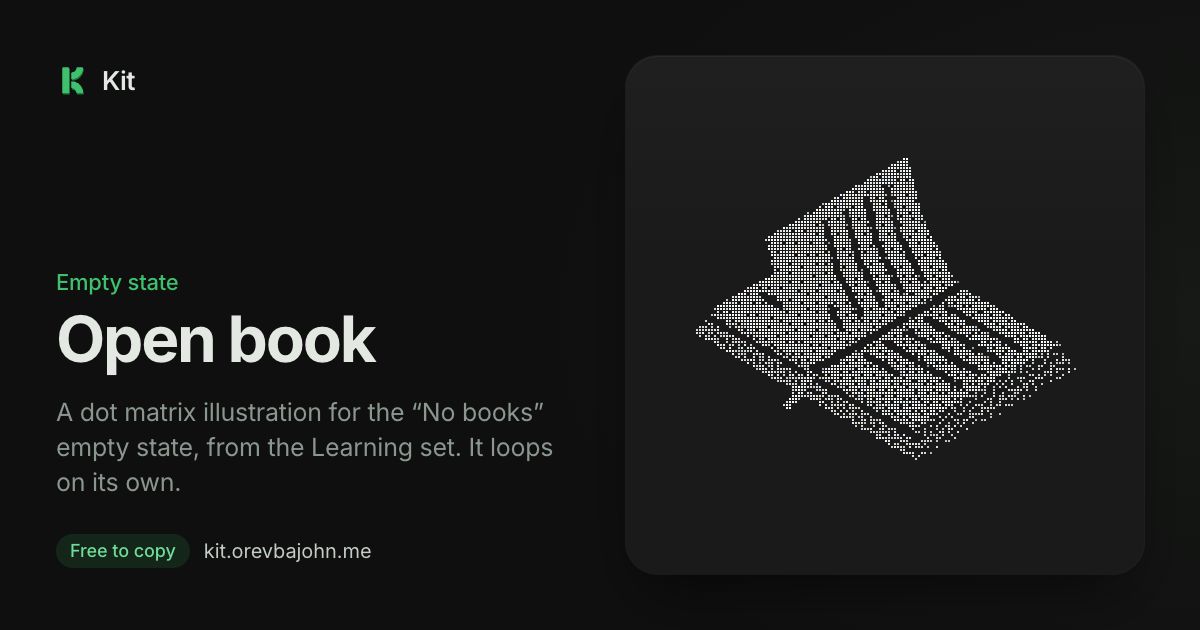 Kit
Empty state
Open book
A dot matrix illustration for the “No books”
empty state, from the Learning set. It loops
on its own.
Free to copy
kit.orevbajohn.me